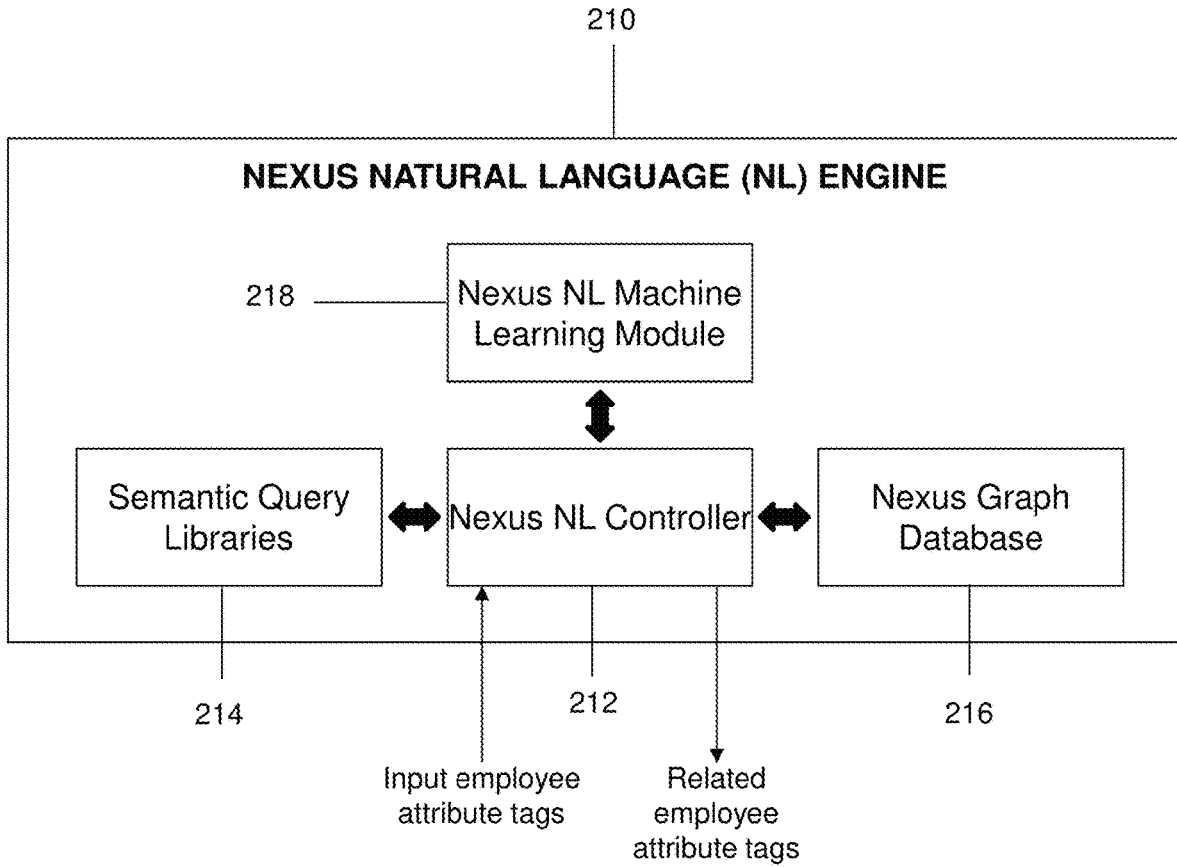 210
NEXUS NATURAL LANGUAGE (NL) ENGINE
218
Nexus NL Machine
Learning Module
Semantic Query
Libraries
Nexus NL Controller
Nexus Graph
Database
214
212
216
Input employee
attribute tags
Related
employee
attribute tags